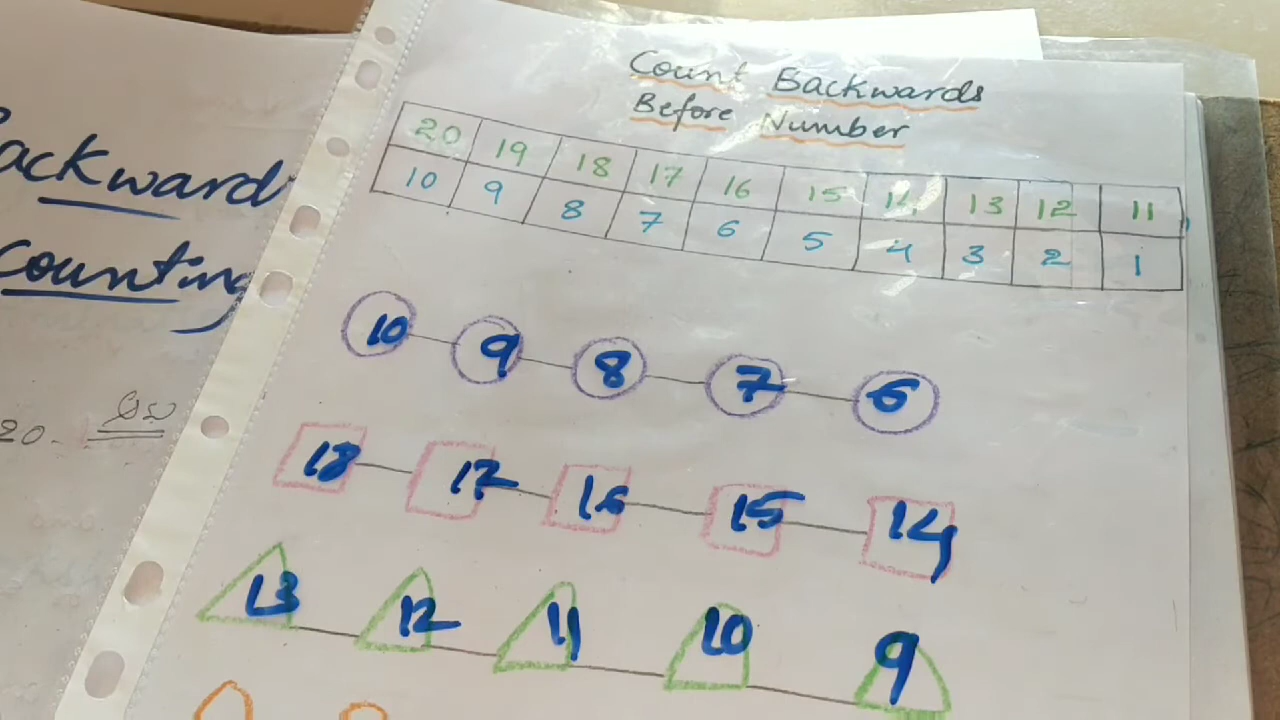 Backward
Counting
20-
Count Backwards
Before Number
20 19 18 17 16 15 14 13 12 11
10 9 8 7 6 5 4 3 2 1
10 9 8 7 6
18 17 16 15 14
13 12 11 10 9